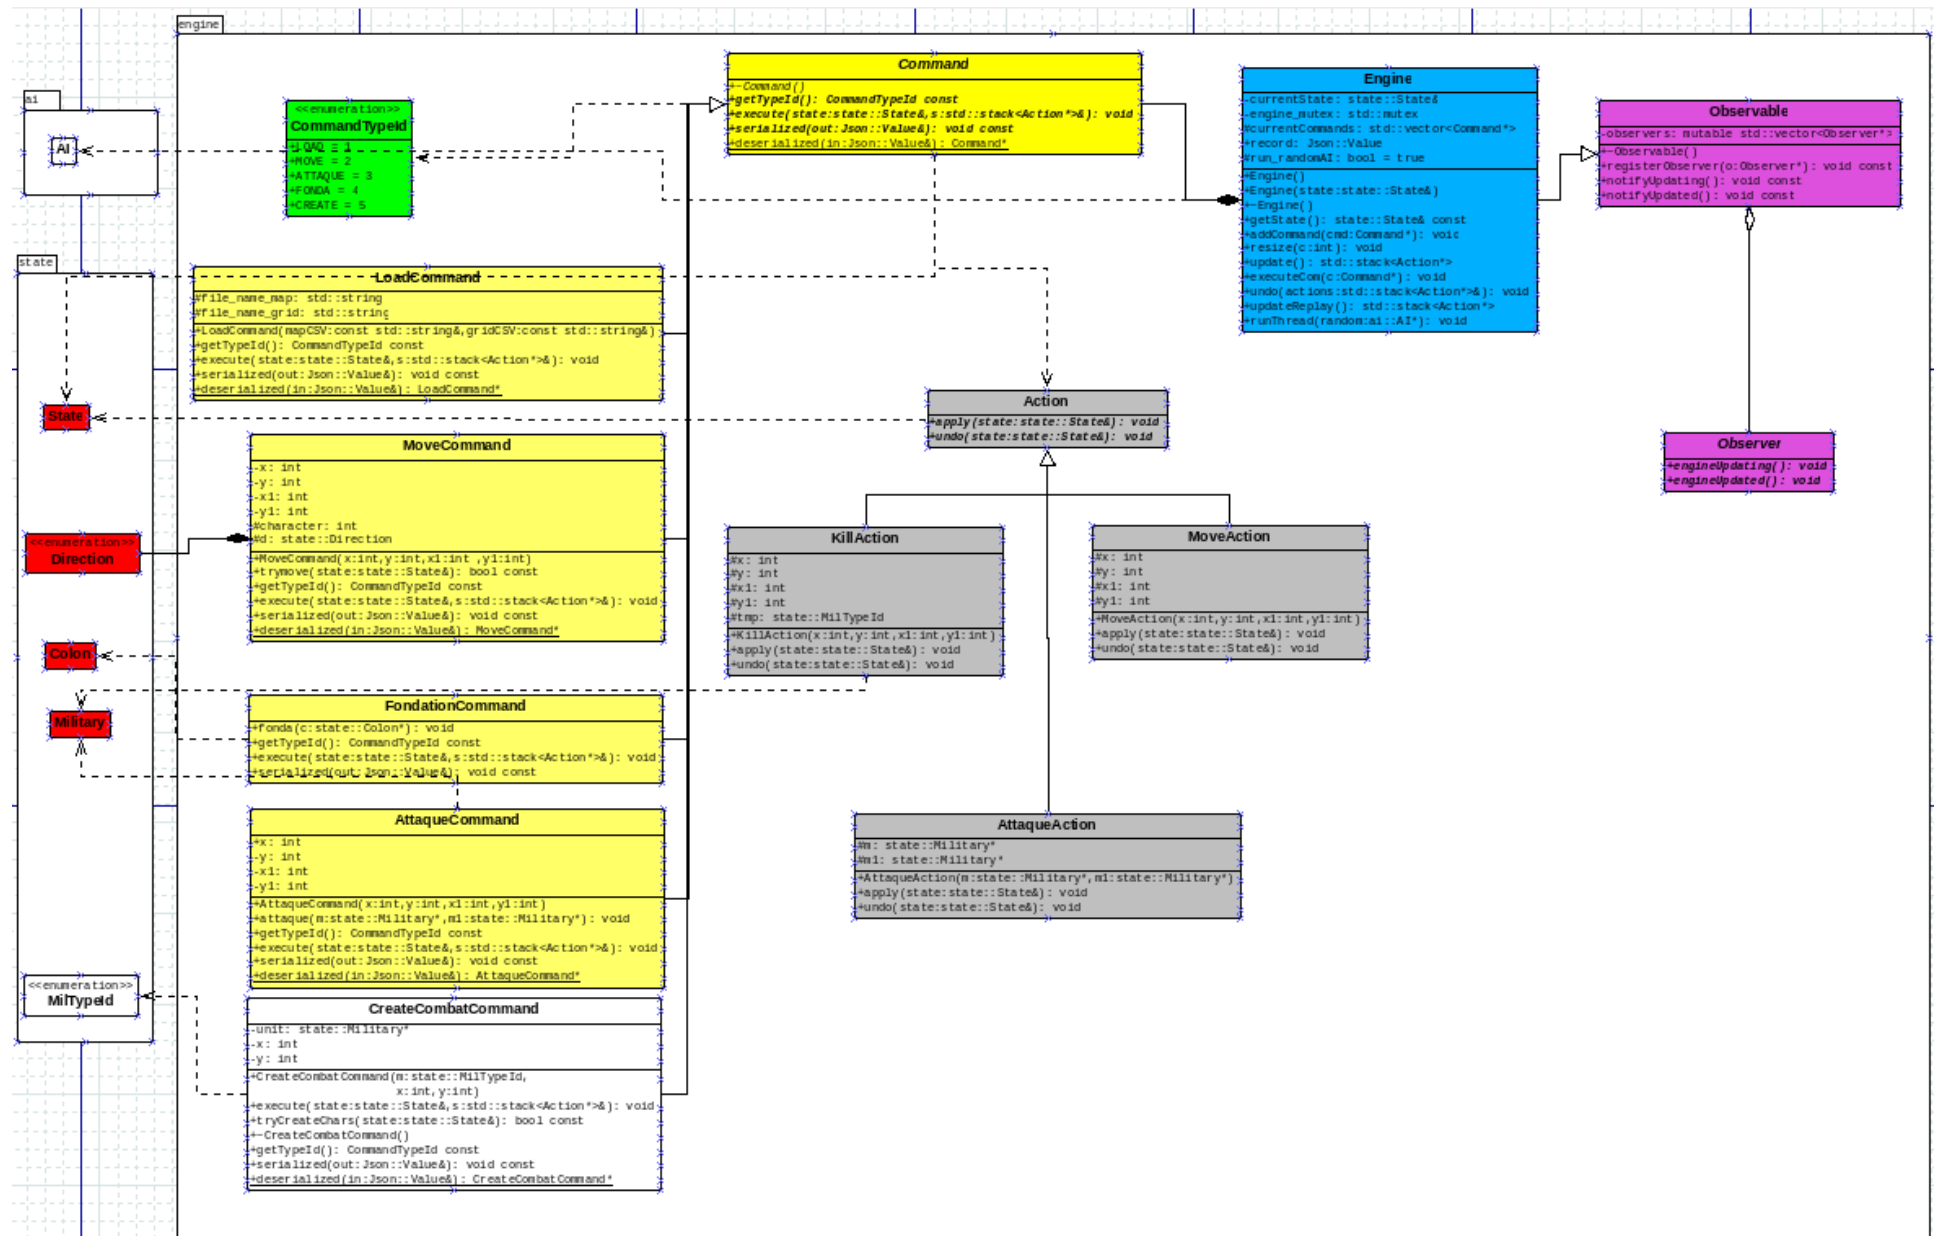 engine
ai
AI
<<enumeration>>
CommandTypeId
+LOAD = 1
+MOVE = 2
+ATTAQUE = 3
+FONDA = 4
+CREATE = 5
Command
+~Command()
+getTypeId(): CommandTypeId const
+execute(state:state::State&,s:std::stack<Action*>&): void
+serialized(out:Json::Value&): void const
+deserialized(in:Json::Value&): Command*
Engine
-currentState: state::State&
-engine_mutex: std::mutex
#currentCommands: std::vector<Command*>
+record: Json::Value
#run_randomAI: bool = true
+Engine()
+Engine(state:state::State&)
+~Engine()
+getState(): state::State& const
+addCommand(cmd:Command*): void
+resize(c:int): void
+update(): std::stack<Action*>
+executeCom(c:Command*): void
+undo(actions:std::stack<Action*>&): void
+updateReplay(): std::stack<Action*>
+runThread(random:ai::AI*): void
Observable
-observers: mutable std::vector<Observer*>
+~Observable()
+registerObserver(o:Observer*): void const
+notifyUpdating(): void const
+notifyUpdated(): void const
Observer
+engineUpdating(): void
+engineUpdated(): void
state
State
<<enumeration>>
Direction
Colon
Military
<<enumeration>>
MilTypeId
LoadCommand
#file_name_map: std::string
#file_name_grid: std::string
+LoadCommand(mapCSV:const std::string&,gridCSV:const std::string&)
+getTypeId(): CommandTypeId const
+execute(state:state::State&,s:std::stack<Action*>&): void
+serialized(out:Json::Value&): void const
+deserialized(in:Json::Value&): LoadCommand*
MoveCommand
-x: int
-y: int
-x1: int
-y1: int
#character: int
#d: state::Direction
+MoveCommand(x:int,y:int,x1:int ,y1:int)
+trymove(state:state::State&): bool const
+getTypeId(): CommandTypeId const
+execute(state:state::State&,s:std::stack<Action*>&): void
+serialized(out:Json::Value&): void const
+deserialized(in:Json::Value&): MoveCommand*
FondationCommand
+fonda(c:state::Colon*): void
+getTypeId(): CommandTypeId const
+execute(state:state::State&,s:std::stack<Action*>&): void
+serialized(out:Json::Value&): void const
AttaqueCommand
+x: int
-y: int
-x1: int
-y1: int
+AttaqueCommand(x:int,y:int,x1:int,y1:int)
+attaque(m:state::Military*,m1:state::Military*): void
+getTypeId(): CommandTypeId const
+execute(state:state::State&,s:std::stack<Action*>&): void
+serialized(out:Json::Value&): void const
+deserialized(in:Json::Value&): AttaqueCommand*
CreateCombatCommand
-unit: state::Military*
-x: int
-y: int
+CreateCombatCommand(m:state::MilTypeId,
x:int,y:int)
+execute(state:state::State&,s:std::stack<Action*>&): void
+tryCreateChars(state:state::State&): bool const
+~CreateCombatCommand()
+getTypeId(): CommandTypeId const
+serialized(out:Json::Value&): void const
+deserialized(in:Json::Value&): CreateCombatCommand*
Action
+apply(state:state::State&): void
+undo(state:state::State&): void
KillAction
#x: int
#y: int
#x1: int
#y1: int
#tmp: state::MilTypeId
+KillAction(x:int,y:int,x1:int,y1:int)
+apply(state:state::State&): void
+undo(state:state::State&): void
MoveAction
#x: int
#y: int
#x1: int
#y1: int
+MoveAction(x:int,y:int,x1:int,y1:int)
+apply(state:state::State&): void
+undo(state:state::State&): void
AttaqueAction
#m: state::Military*
#m1: state::Military*
+AttaqueAction(m:state::Military*,m1:state::Military*)
+apply(state:state::State&): void
+undo(state:state::State&): void